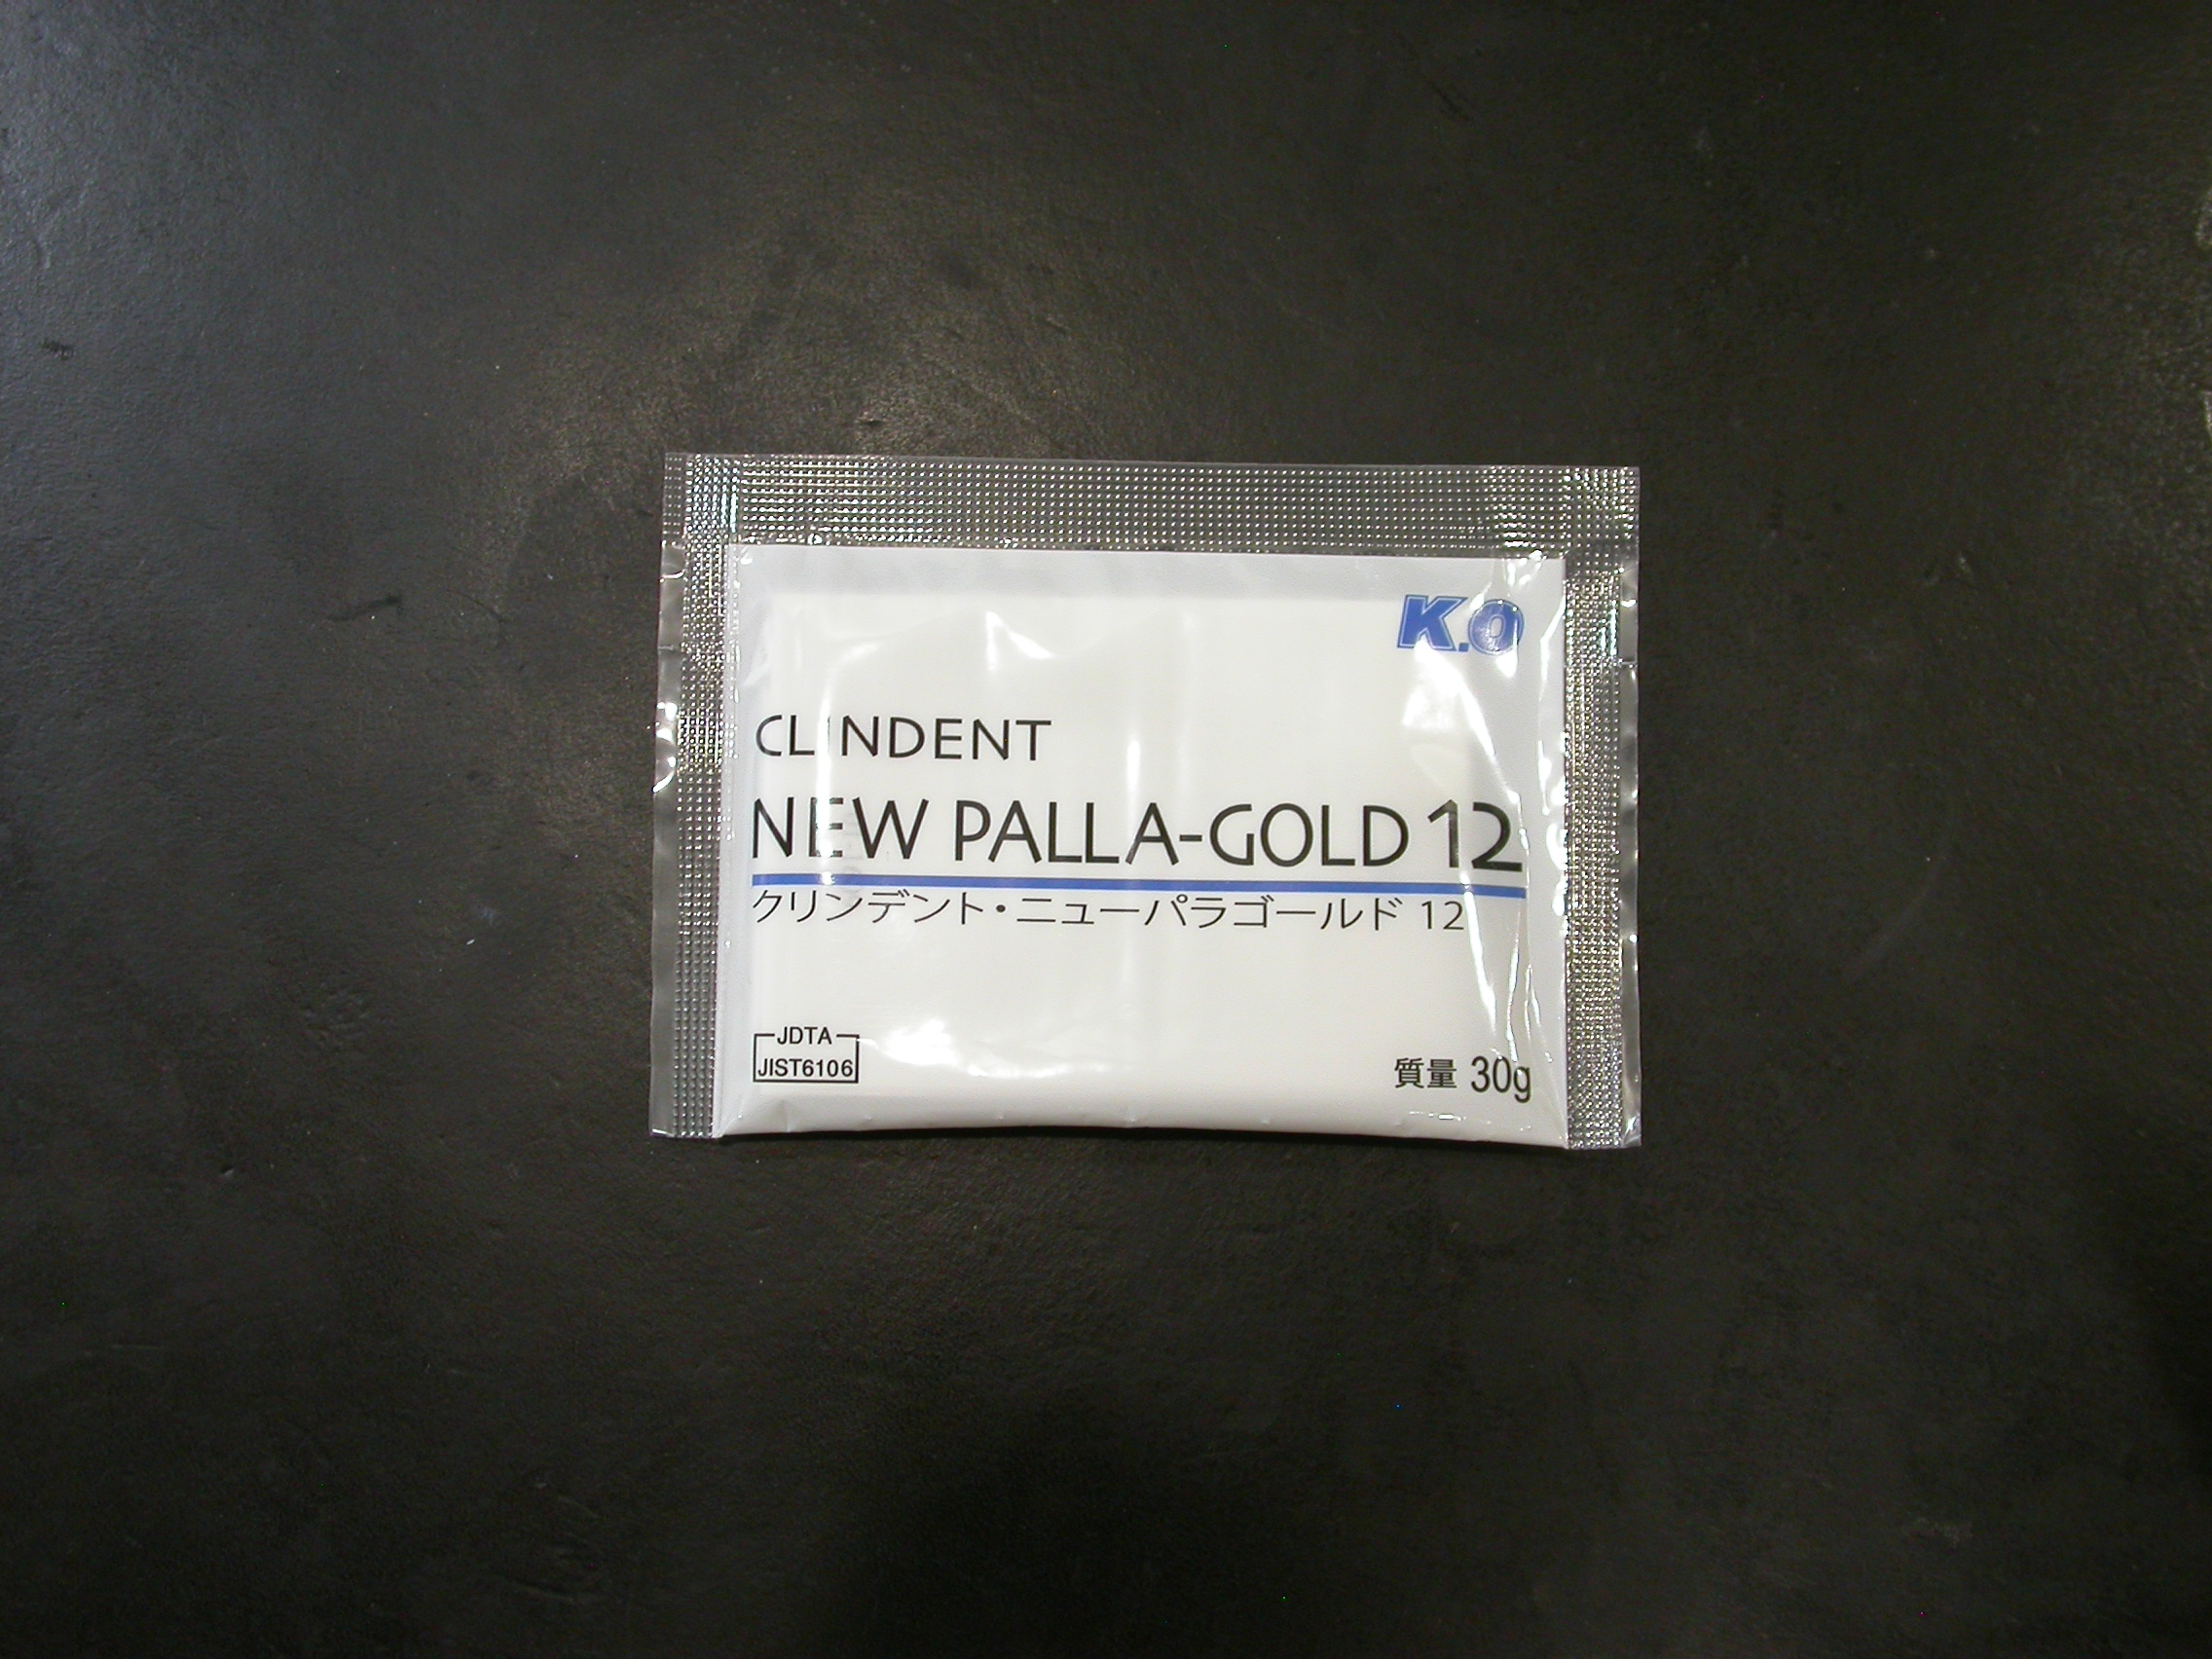 K.O
CLINDENT
NEW PALLA-GOLD 12
クリンデント・ニューパラゴールド 12
JDTA
JIST6106
質量 30g